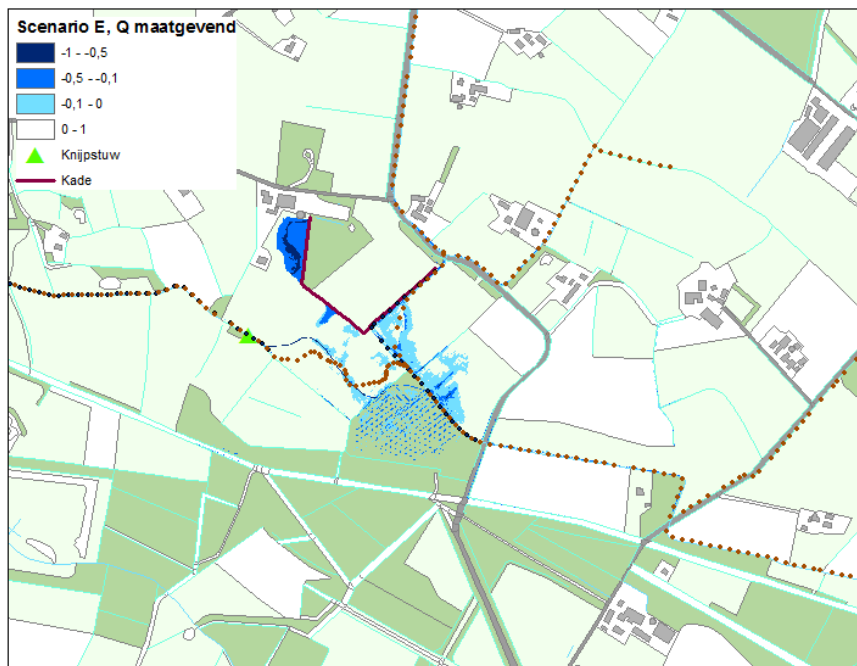 Scenario E, Q maatgevend
-1 - -0,5
-0,5 - -0,1
-0,1 - 0
0 - 1
Knijpstuw
Kade